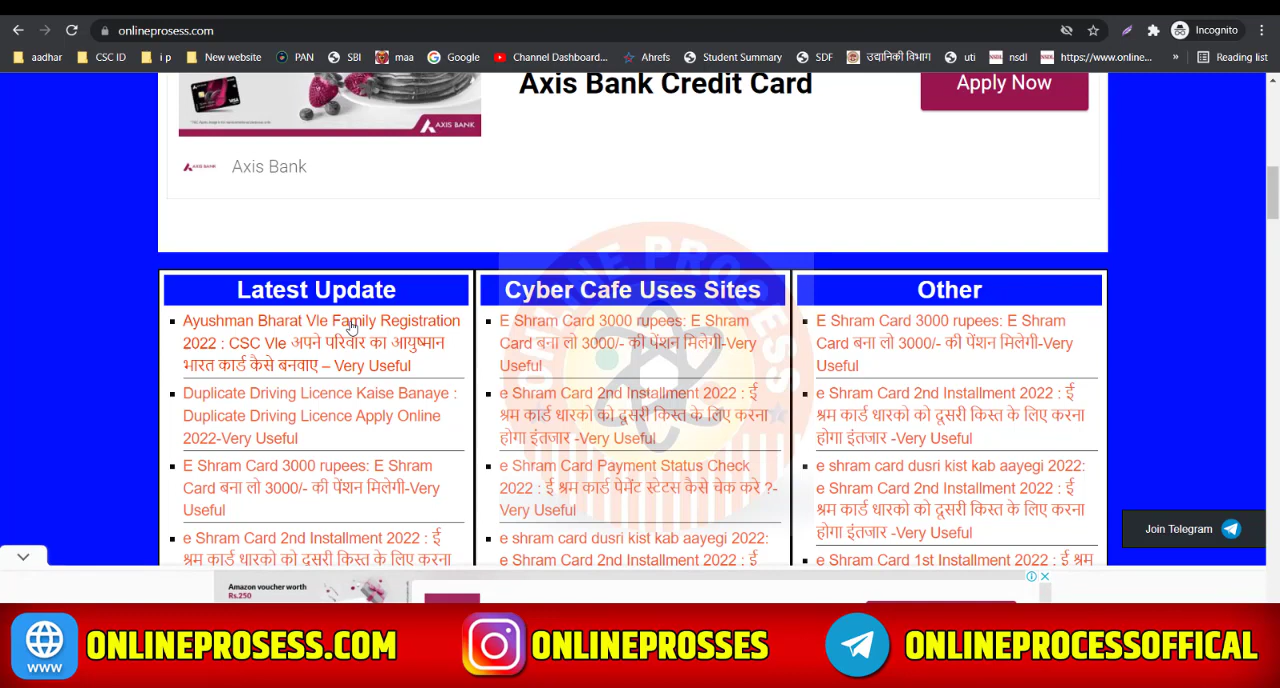 onlineprosess.com
Incognito
aadhar
CSC ID
i p
New website
PAN
SBI
maa
Google
Channel Dashboard...
Ahrefs
Student Summary
SDF
उद्यानिकी विभाग
uti
nsdl
https://www.online...
»
Reading list
Axis Bank Credit Card
Apply Now
AXIS BANK
AXIS BANK
Axis Bank
ONLINE PROCESS
Latest Update
Ayushman Bharat Vle Family Registration
2022 : CSC Vle अपने परिवार का आयुष्मान
भारत कार्ड कैसे बनवाए – Very Useful
Duplicate Driving Licence Kaise Banaye :
Duplicate Driving Licence Apply Online
2022-Very Useful
E Shram Card 3000 rupees: E Shram
Card बना लो 3000/- की पेंशन मिलेगी-Very
Useful
e Shram Card 2nd Installment 2022 : ई
श्रम कार्ड धारको को दूसरी किस्त के लिए करना
Cyber Cafe Uses Sites
E Shram Card 3000 rupees: E Shram
Card बना लो 3000/- की पेंशन मिलेगी-Very
Useful
e Shram Card 2nd Installment 2022 : ई
श्रम कार्ड धारको को दूसरी किस्त के लिए करना
होगा इंतजार -Very Useful
e Shram Card Payment Status Check
2022 : ई श्रम कार्ड पेमेंट स्टेटस कैसे चेक करे ?-
Very Useful
e shram card dusri kist kab aayegi 2022:
e Shram Card 2nd Installment 2022 : ई
Other
E Shram Card 3000 rupees: E Shram
Card बना लो 3000/- की पेंशन मिलेगी-Very
Useful
e Shram Card 2nd Installment 2022 : ई
श्रम कार्ड धारको को दूसरी किस्त के लिए करना
होगा इंतजार -Very Useful
e shram card dusri kist kab aayegi 2022:
e Shram Card 2nd Installment 2022 : ई
श्रम कार्ड धारको को दूसरी किस्त के लिए करना
होगा इंतजार -Very Useful
e Shram Card 1st Installment 2022 : ई श्रम
Join Telegram
Amazon voucher worth
Rs.250
WWW
ONLINEPROSESS.COM
ONLINEPROSSES
ONLINEPROCESSOFFICAL